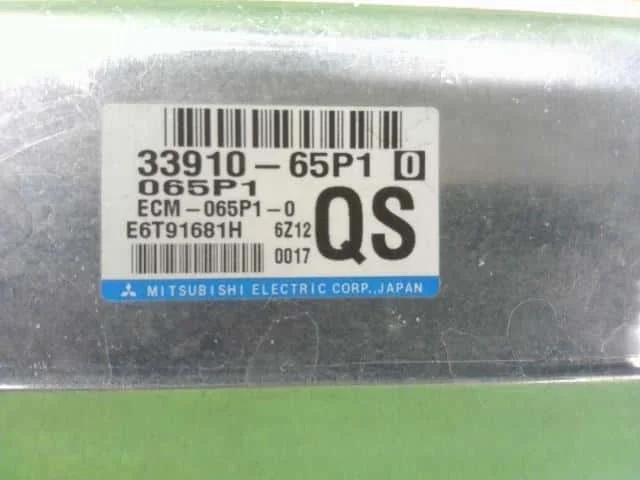 33910-65P1 0
065P1
ECM-065P1-0
QS
E6T91681H 6Z12
0017
MITSUBISHI ELECTRIC CORP., JAPAN